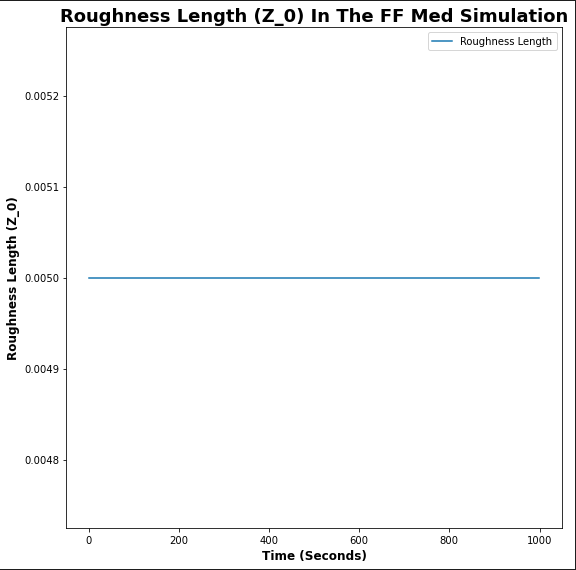 Roughness Length (Z_0) In The FF Med Simulation
Roughness Length
0.0052
0.0051
0.0050
0.0049
0.0048
Roughness Length (Z_0)
0 200 400 600 800 1000
Time (Seconds)